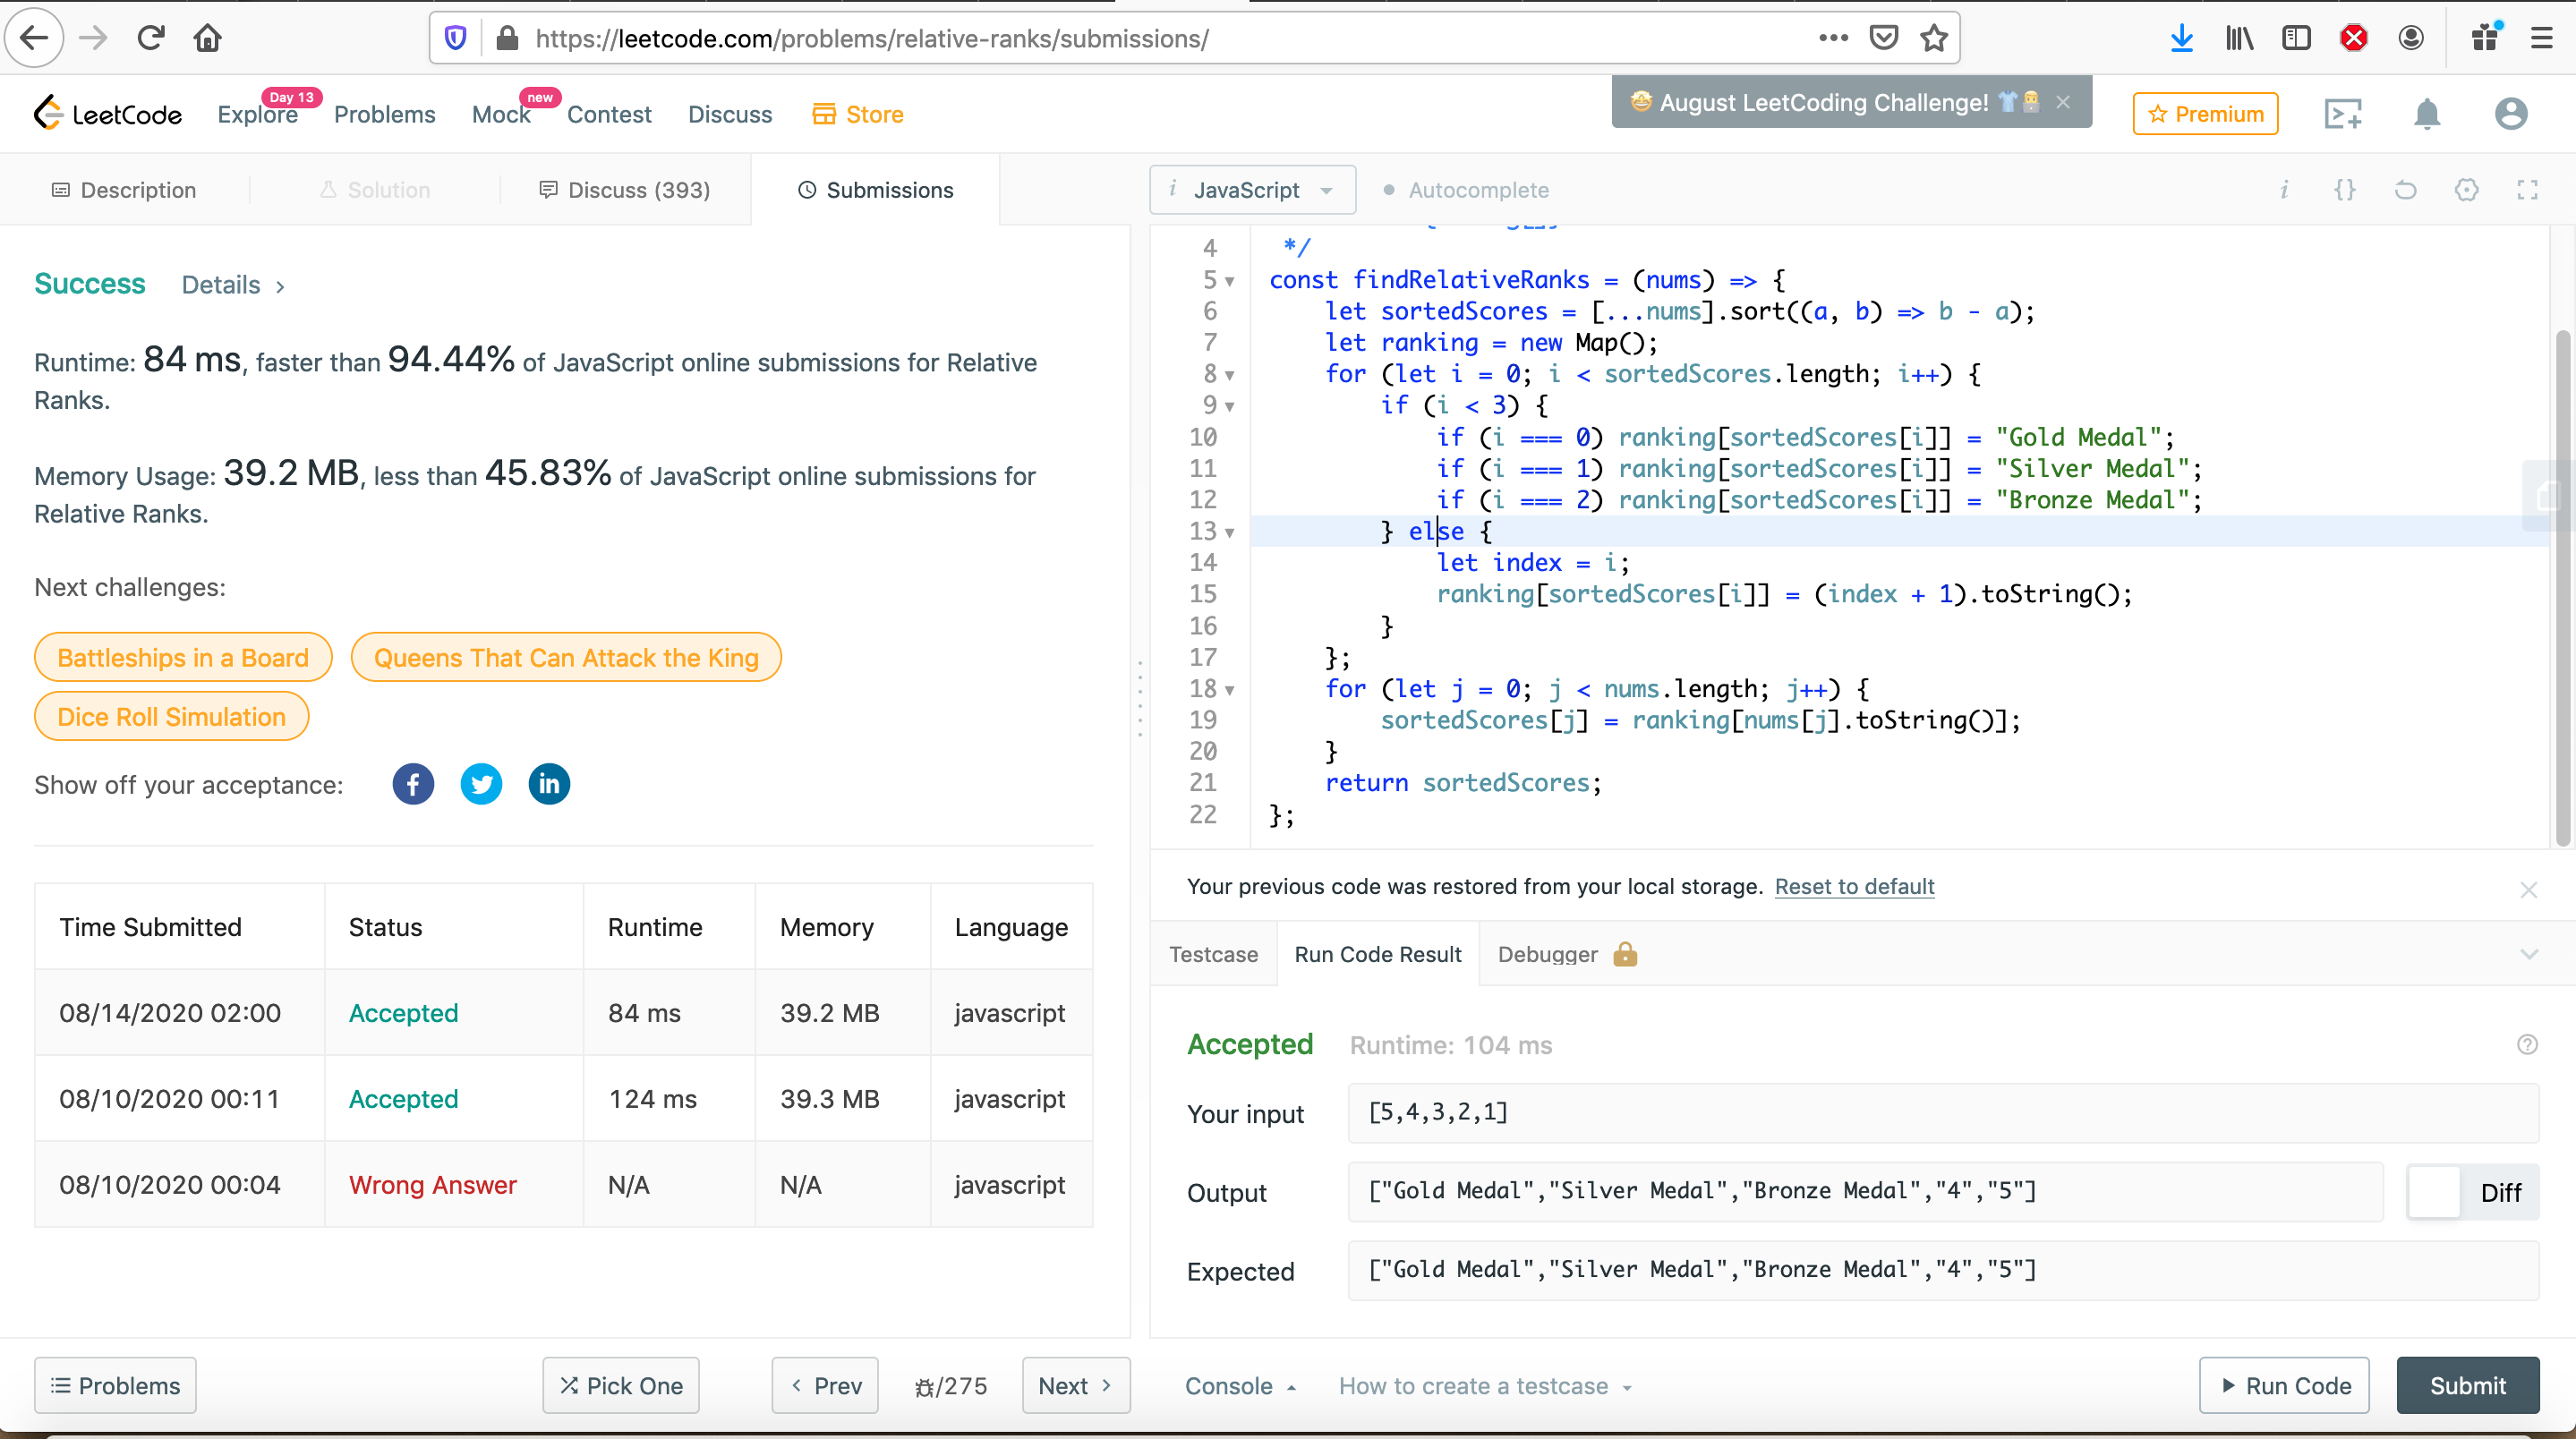 https://leetcode.com/problems/relative-ranks/submissions/
LeetCode
Explore
Day 13
Problems
Mock
new
Contest
Discuss
Store
August LeetCoding Challenge!
Premium
Description
Solution
Discuss (393)
Submissions
Success
Details
Runtime: 84 ms, faster than 94.44% of JavaScript online submissions for Relative
Ranks.
Memory Usage: 39.2 MB, less than 45.83% of JavaScript online submissions for
Relative Ranks.
Next challenges:
Battleships in a Board
Queens That Can Attack the King
Dice Roll Simulation
Show off your acceptance:
Time Submitted Status Runtime Memory Language
08/14/2020 02:00 Accepted 84 ms 39.2 MB javascript
08/10/2020 00:11 Accepted 124 ms 39.3 MB javascript
08/10/2020 00:04 Wrong Answer N/A N/A javascript
Problems
Pick One
Prev
/275
Next
i JavaScript
Autocomplete
4 */
5 const findRelativeRanks = (nums) => {
6 let sortedScores = [...nums].sort((a, b) => b - a);
7 let ranking = new Map();
8 for (let i = 0; i < sortedScores.length; i++) {
9 if (i < 3) {
10 if (i === 0) ranking[sortedScores[i]] = "Gold Medal";
11 if (i === 1) ranking[sortedScores[i]] = "Silver Medal";
12 if (i === 2) ranking[sortedScores[i]] = "Bronze Medal";
13 } else {
14 let index = i;
15 ranking[sortedScores[i]] = (index + 1).toString();
16 }
17 };
18 for (let j = 0; j < nums.length; j++) {
19 sortedScores[j] = ranking[nums[j].toString()];
20 }
21 return sortedScores;
22 };
Your previous code was restored from your local storage. Reset to default
Testcase
Run Code Result
Debugger
Accepted Runtime: 104 ms
Your input [5,4,3,2,1]
Output ["Gold Medal","Silver Medal","Bronze Medal","4","5"]
Diff
Expected ["Gold Medal","Silver Medal","Bronze Medal","4","5"]
Console
How to create a testcase
Run Code
Submit